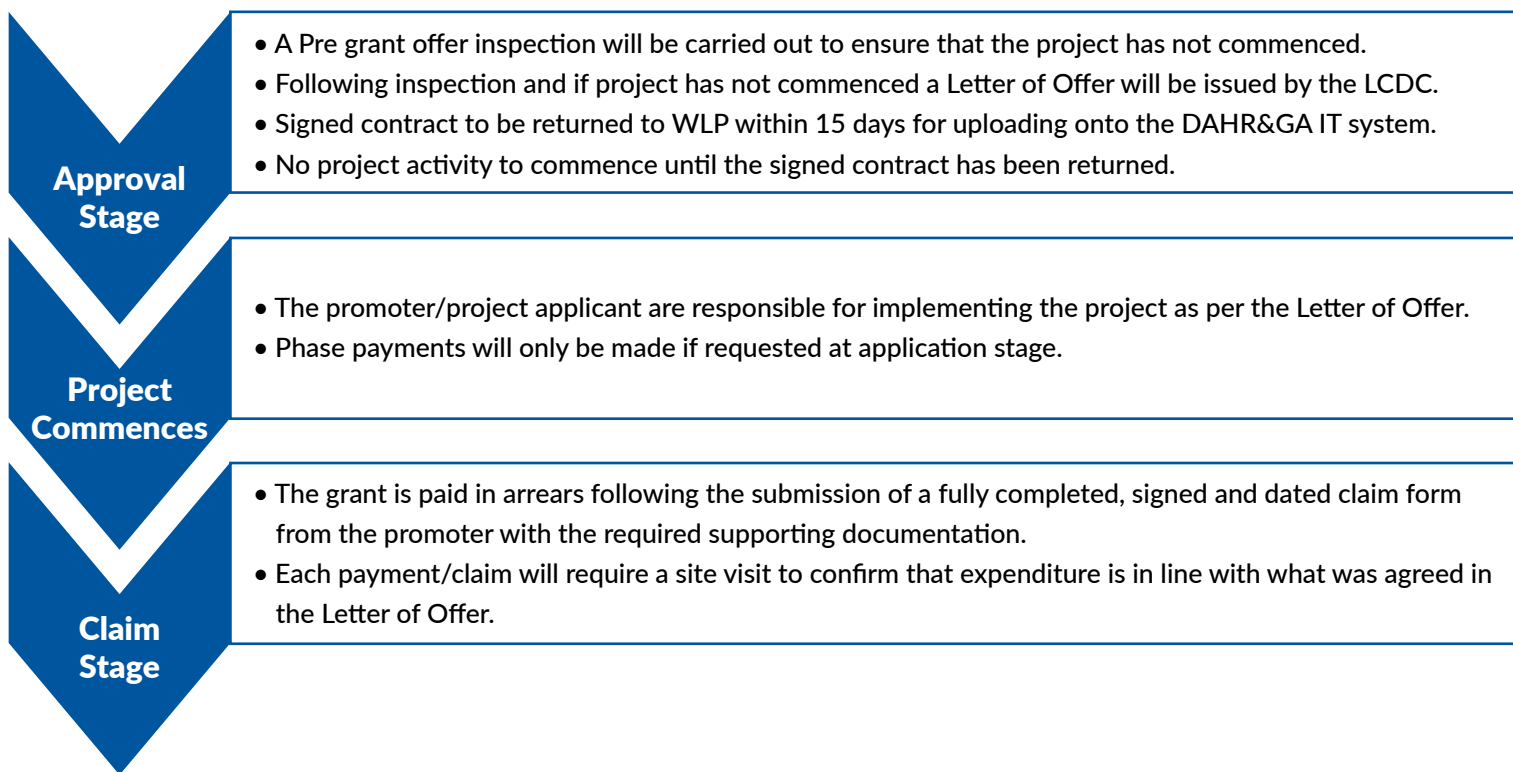 • A Pre grant offer inspection will be carried out to ensure that the project has not commenced.
• Following inspection and if project has not commenced a Letter of Offer will be issued by the LCDC.
• Signed contract to be returned to WLP within 15 days for uploading onto the DAHR&GA IT system.
• No project activity to commence until the signed contract has been returned.
Approval
Stage
• The promoter/project applicant are responsible for implementing the project as per the Letter of Offer.
• Phase payments will only be made if requested at application stage.
Project
Commences
• The grant is paid in arrears following the submission of a fully completed, signed and dated claim form
from the promoter with the required supporting documentation.
• Each payment/claim will require a site visit to confirm that expenditure is in line with what was agreed in
the Letter of Offer.
Claim
Stage